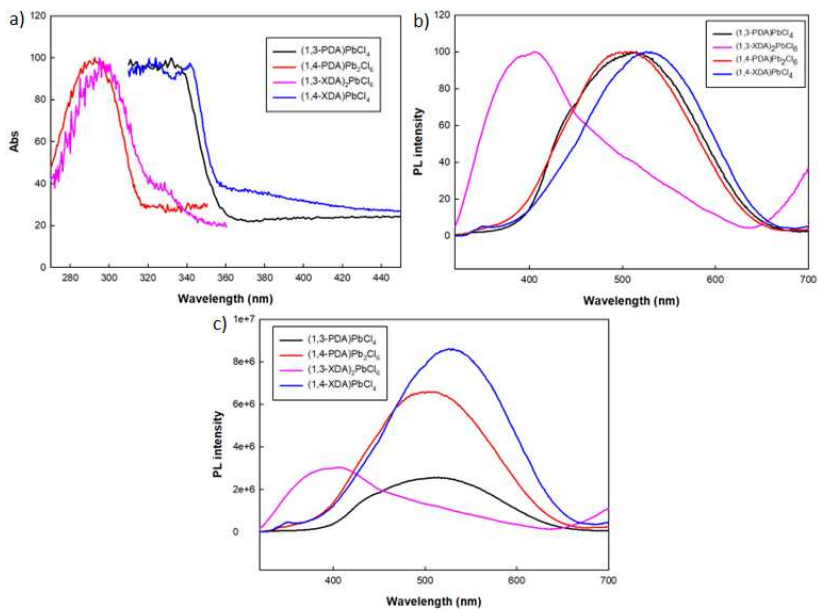 a)
100
80
60
40
20
0
Abs
270 300 320 340 360 380 400 420 440
Wavelength (nm)
(1,3-PDA)PbCl₄
(1,4-PDA)Pb₂Cl₆
(1,3-XDA)₂PbCl₆
(1,4-XDA)PbCl₄
b)
100
80
60
40
20
0
PL intensity
400 500 600 700
Wavelength (nm)
(1,3-PDA)PbCl₄
(1,3-XDA)₂PbCl₆
(1,4-PDA)Pb₂Cl₆
(1,4-XDA)PbCl₄
c)
1e+7
8e+6
6e+6
4e+6
2e+6
0
PL intensity
400 500 600 700
Wavelength (nm)
(1,3-PDA)PbCl₄
(1,4-PDA)Pb₂Cl₆
(1,3-XDA)₂PbCl₆
(1,4-XDA)PbCl₄